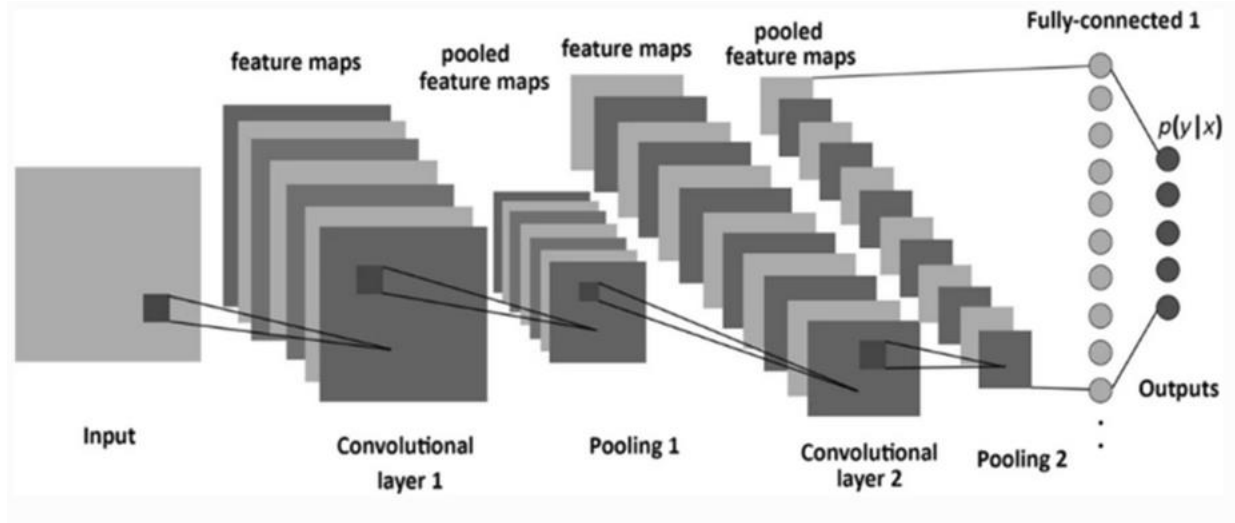 Fully-connected 1
feature maps
pooled
feature maps
feature maps
pooled
feature maps
p(y|x)
Outputs
Input
Convolutional
layer 1
Pooling 1
Convolutional
layer 2
Pooling 2